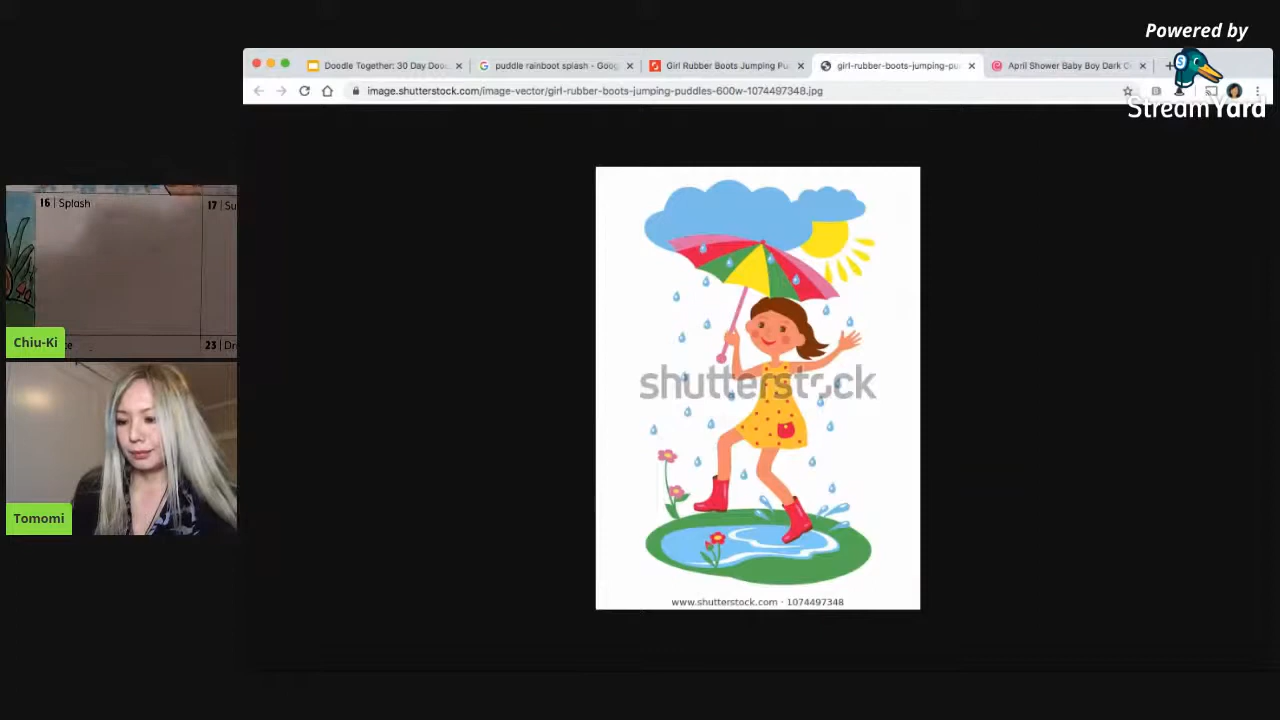 Powered by
StreamYard
Doodle Together: 30 Day Doo
puddle rainboot splash - Goo
Girl Rubber Boots Jumping Pu
girl-rubber-boots-jumping-pu
April Shower Baby Boy Dark C
image.shutterstock.com/image-vector/girl-rubber-boots-jumping-puddles-600w-1074497348.jpg
16 | Splash
17 | Su
Chiu-Ki
23 | Dr
Tomomi
shutterstock
www.shutterstock.com · 1074497348